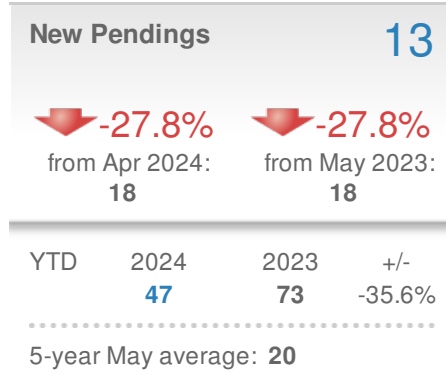 New Pendings 13
-27.8% -27.8%
from Apr 2024: from May 2023:
18 18
YTD 2024 2023 +/-
47 73 -35.6%
5-year May average: 20